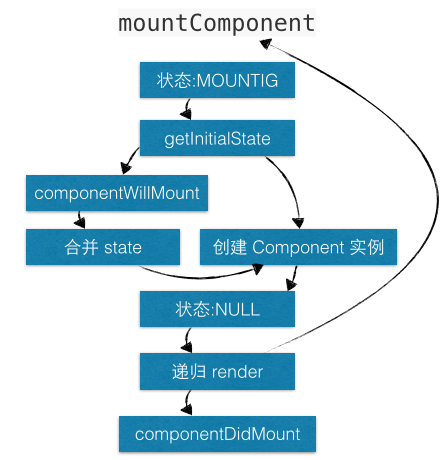 mountComponent
状态:MOUNTIG
getInitialState
componentWillMount
合并 state
创建 Component 实例
状态:NULL
递归 render
componentDidMount